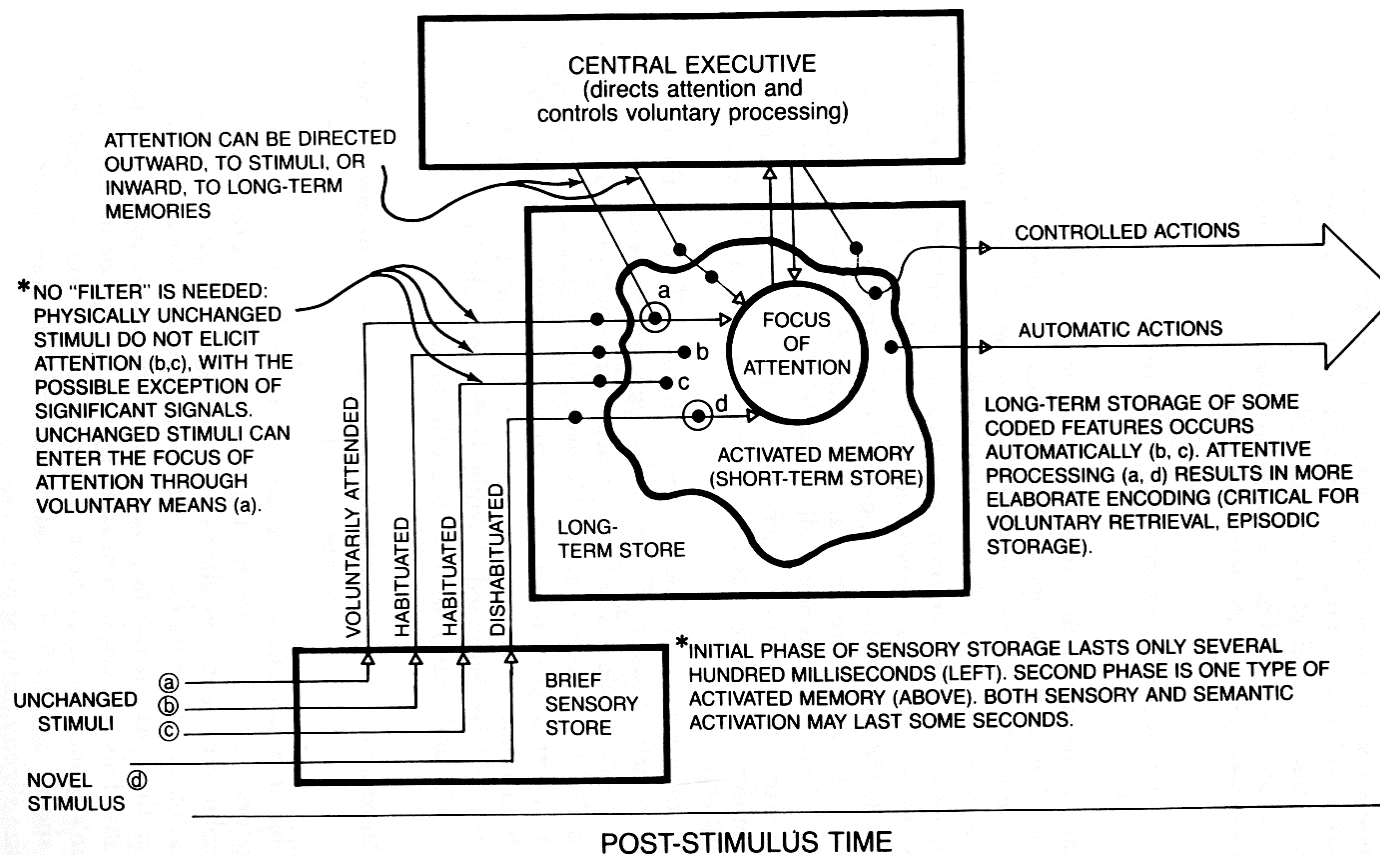 CENTRAL EXECUTIVE
(directs attention and
controls voluntary processing)
ATTENTION CAN BE DIRECTED
OUTWARD, TO STIMULI, OR
INWARD, TO LONG-TERM
MEMORIES
*NO "FILTER" IS NEEDED:
PHYSICALLY UNCHANGED
STIMULI DO NOT ELICIT
ATTENTION (b,c), WITH THE
POSSIBLE EXCEPTION OF
SIGNIFICANT SIGNALS.
UNCHANGED STIMULI CAN
ENTER THE FOCUS OF
ATTENTION THROUGH
VOLUNTARY MEANS (a).
a
b
c
d
FOCUS
OF
ATTENTION
ACTIVATED MEMORY
(SHORT-TERM STORE)
LONG-
TERM STORE
CONTROLLED ACTIONS
AUTOMATIC ACTIONS
LONG-TERM STORAGE OF SOME
CODED FEATURES OCCURS
AUTOMATICALLY (b, c). ATTENTIVE
PROCESSING (a, d) RESULTS IN MORE
ELABORATE ENCODING (CRITICAL FOR
VOLUNTARY RETRIEVAL, EPISODIC
STORAGE).
VOLUNTARILY ATTENDED
HABITUATED
HABITUATED
DISHABITUATED
UNCHANGED
STIMULI
ⓐ
ⓑ
ⓒ
NOVEL ⓓ
STIMULUS
BRIEF
SENSORY
STORE
*INITIAL PHASE OF SENSORY STORAGE LASTS ONLY SEVERAL
HUNDRED MILLISECONDS (LEFT). SECOND PHASE IS ONE TYPE OF
ACTIVATED MEMORY (ABOVE). BOTH SENSORY AND SEMANTIC
ACTIVATION MAY LAST SOME SECONDS.
POST-STIMULUS TIME